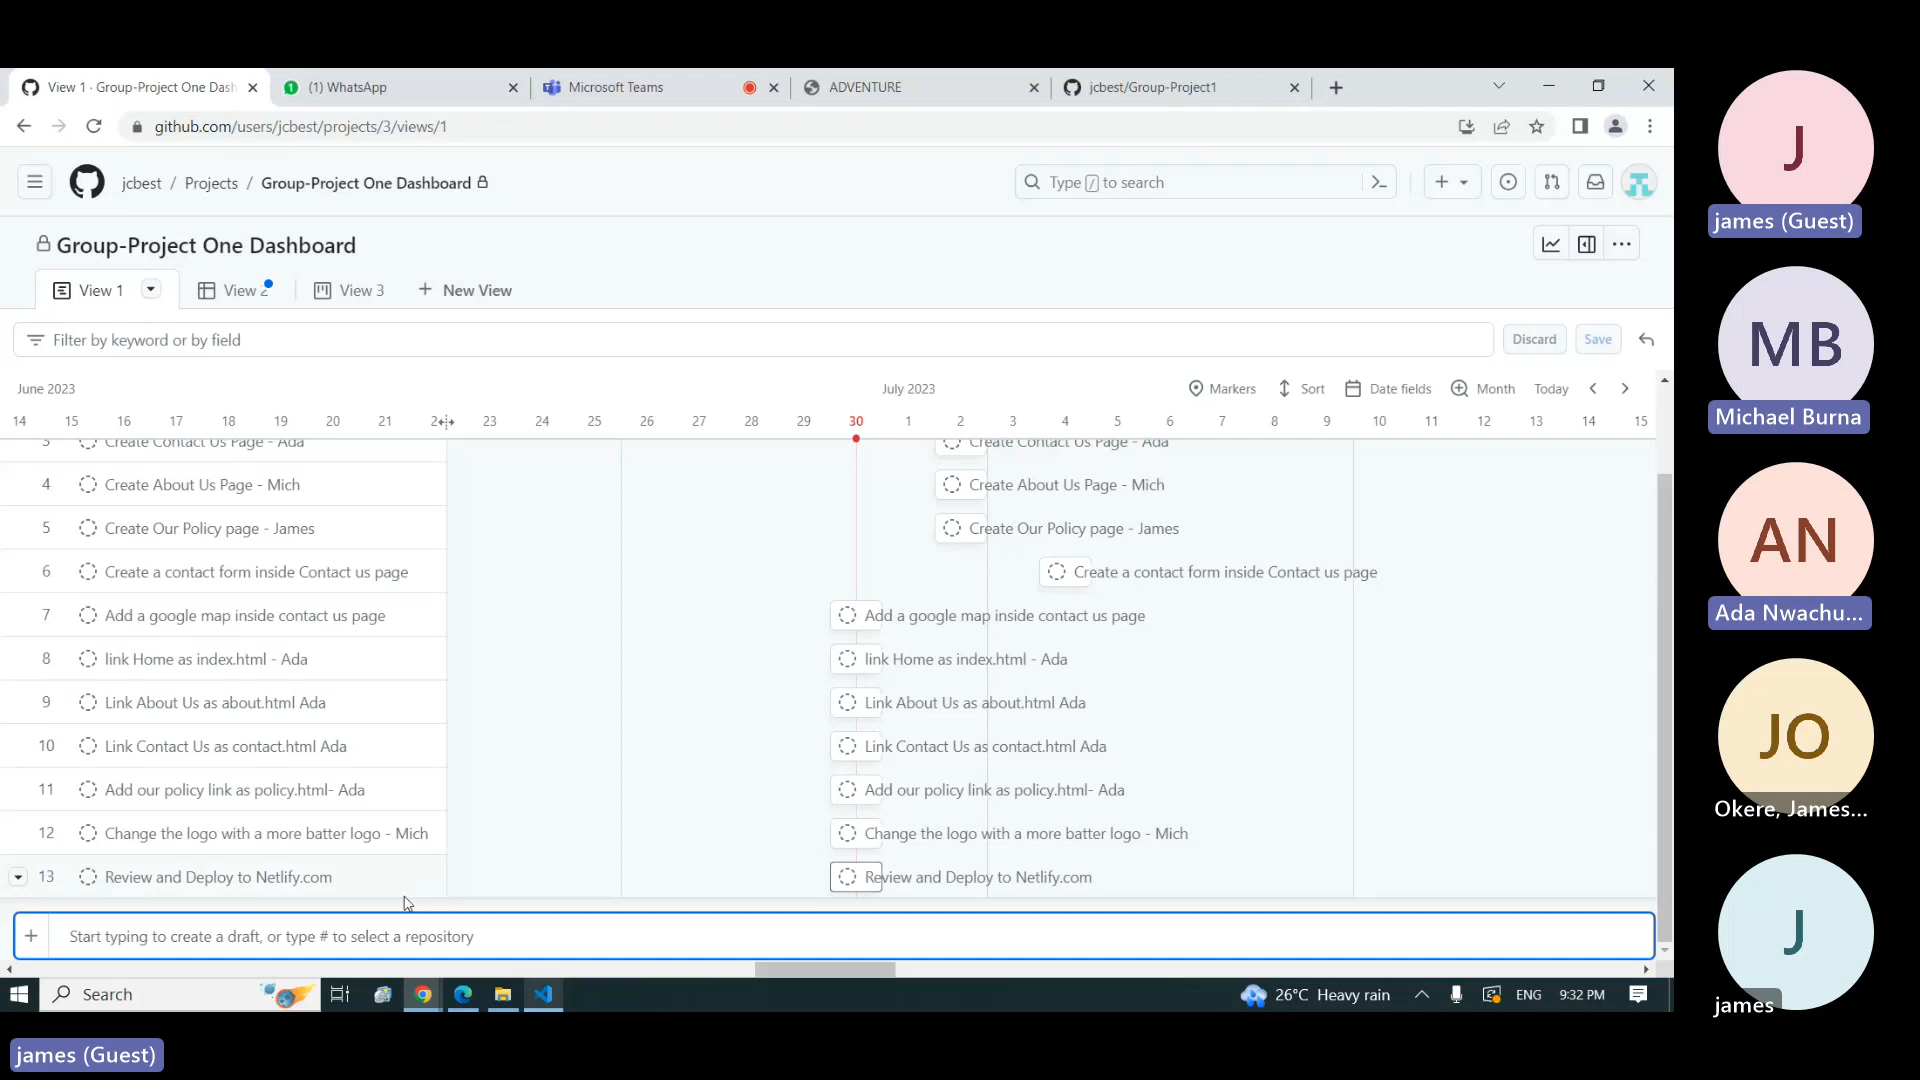 View 1 · Group-Project One Dash
(1) WhatsApp
Microsoft Teams
ADVENTURE
jcbest/Group-Project1
github.com/users/jcbest/projects/3/views/1
jcbest / Projects / Group-Project One Dashboard
Type / to search
Group-Project One Dashboard
View 1
View 2
View 3
New View
Filter by keyword or by field
Discard
Save
June 2023
July 2023
Markers
Sort
Date fields
Month
Today
14 15 16 17 18 19 20 21 2 23 24 25 26 27 28 29 30 1 2 3 4 5 6 7 8 9 10 11 12 13 14 15
3 Create Contact Us Page - Ada
Create Contact Us Page - Ada
4 Create About Us Page - Mich
Create About Us Page - Mich
5 Create Our Policy page - James
Create Our Policy page - James
6 Create a contact form inside Contact us page
Create a contact form inside Contact us page
7 Add a google map inside contact us page
Add a google map inside contact us page
8 link Home as index.html - Ada
link Home as index.html - Ada
9 Link About Us as about.html Ada
Link About Us as about.html Ada
10 Link Contact Us as contact.html Ada
Link Contact Us as contact.html Ada
11 Add our policy link as policy.html- Ada
Add our policy link as policy.html- Ada
12 Change the logo with a more batter logo - Mich
Change the logo with a more batter logo - Mich
13 Review and Deploy to Netlify.com
Review and Deploy to Netlify.com
Start typing to create a draft, or type # to select a repository
Search
26°C Heavy rain
ENG
9:32 PM
james (Guest)
J
james (Guest)
MB
Michael Burna
AN
Ada Nwachu...
JO
Okere, James...
J
james